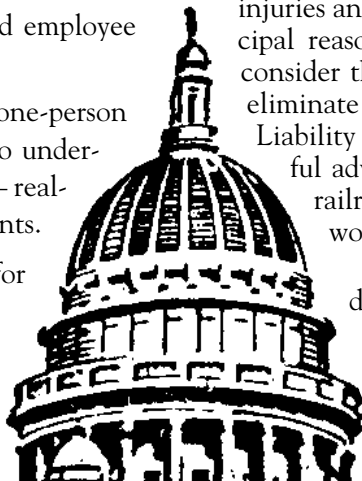 d employee
one-person
o under-
– real-
nts.
for
injuries an
cipal reaso
consider th
eliminate
Liability
ful adv
railr
wo
d